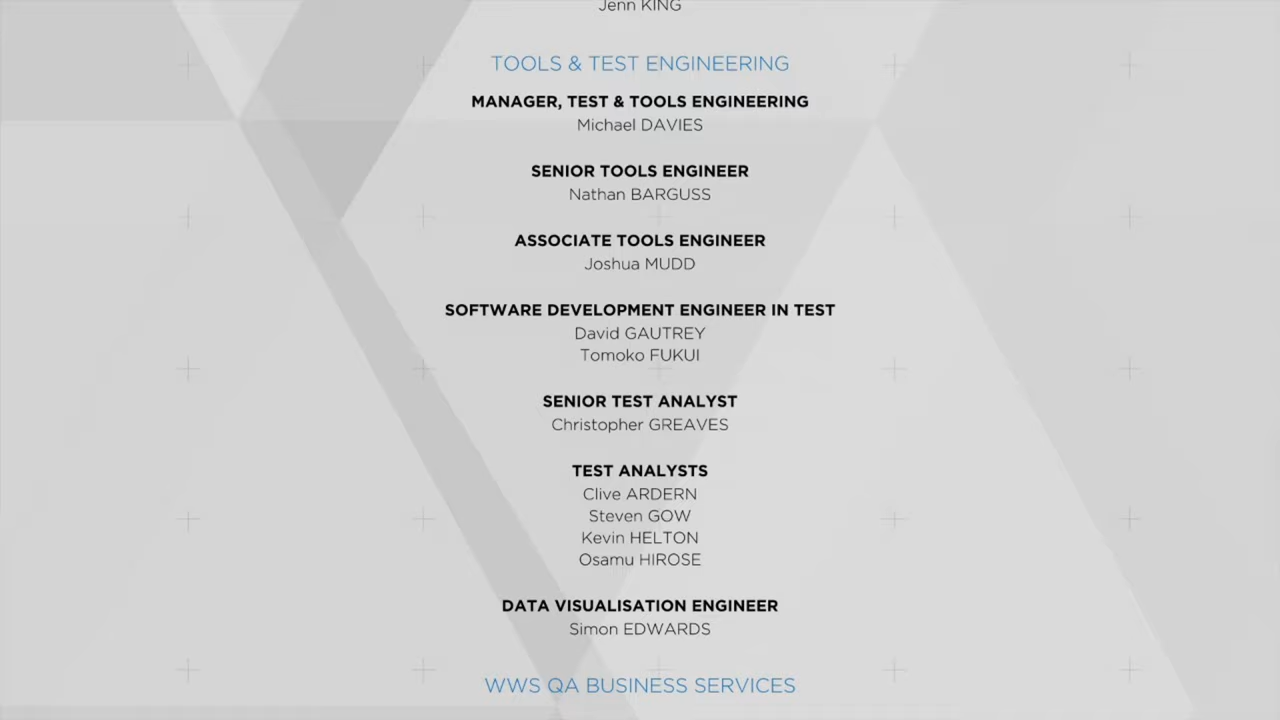 Jenn KING
TOOLS & TEST ENGINEERING
MANAGER, TEST & TOOLS ENGINEERING
Michael DAVIES
SENIOR TOOLS ENGINEER
Nathan BARGUSS
ASSOCIATE TOOLS ENGINEER
Joshua MUDD
SOFTWARE DEVELOPMENT ENGINEER IN TEST
David GAUTREY
Tomoko FUKUI
SENIOR TEST ANALYST
Christopher GREAVES
TEST ANALYSTS
Clive ARDERN
Steven GOW
Kevin HELTON
Osamu HIROSE
DATA VISUALISATION ENGINEER
Simon EDWARDS
WWS QA BUSINESS SERVICES